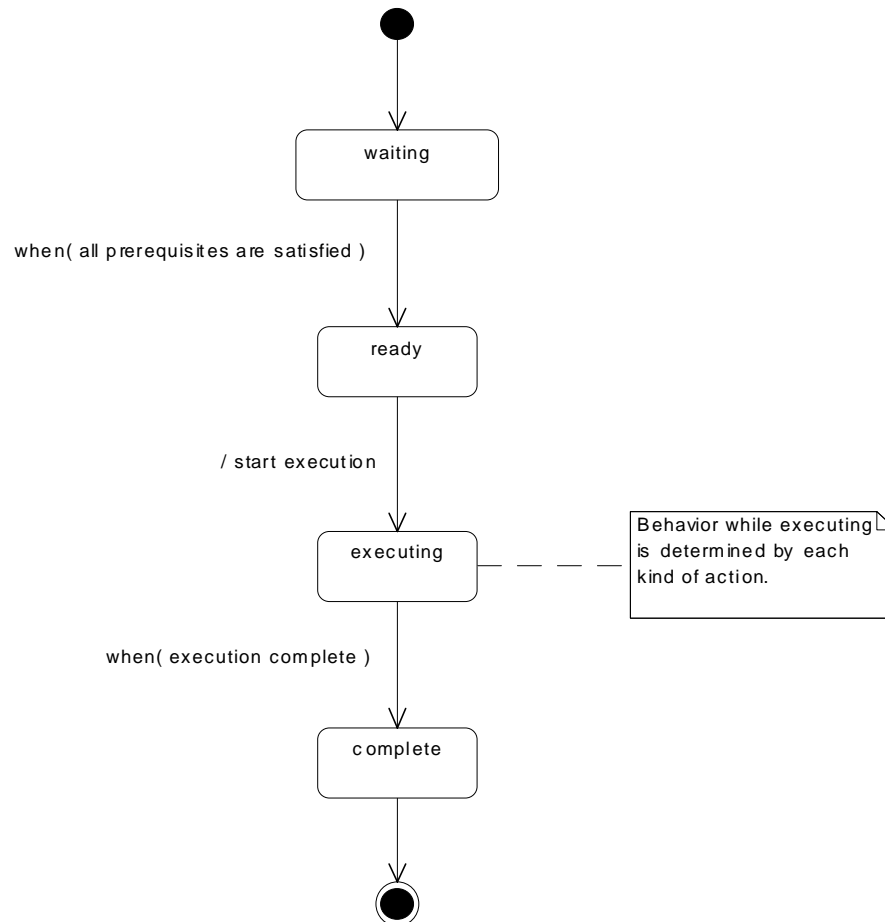 waiting
when( all prerequisites are satisfied )
ready
/ start execution
executing
Behavior while executing
is determined by each
kind of action.
when( execution complete )
complete